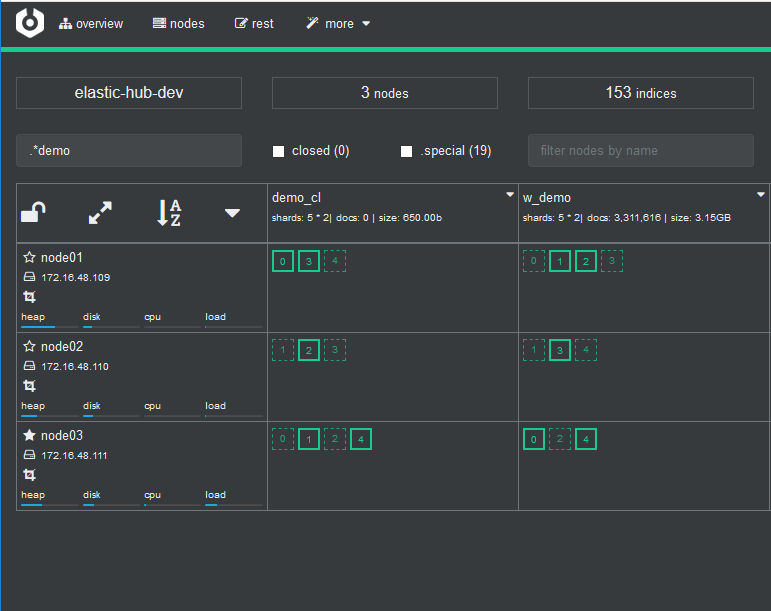 overview nodes rest more
elastic-hub-dev 3 nodes 153 indices
.*demo closed (0) .special (19) filter nodes by name
A
Z
demo_cl
shards: 5 * 2| docs: 0 | size: 650.00b
w_demo
shards: 5 * 2| docs: 3,311,616 | size: 3.15GB
node01
172.16.48.109
heap disk cpu load
0 3 4
0 1 2 3
node02
172.16.48.110
heap disk cpu load
1 2 3
1 3 4
node03
172.16.48.111
heap disk cpu load
0 1 2 4
0 2 4